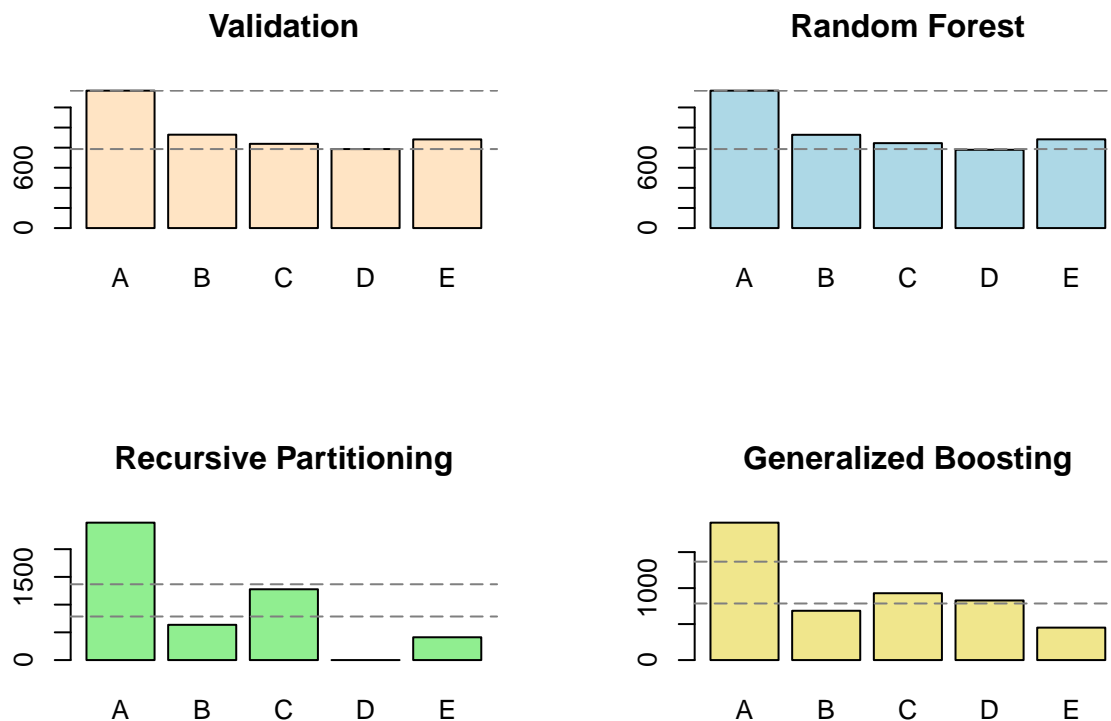 Validation
600
0
A B C D E
Random Forest
600
0
A B C D E
Recursive Partitioning
1500
0
A B C D E
Generalized Boosting
1000
0
A B C D E